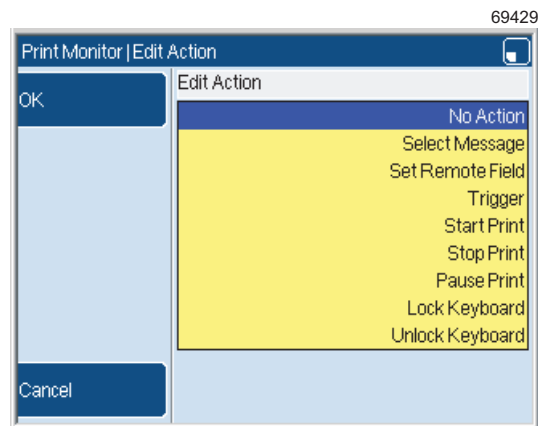 69429
Print Monitor | Edit Action
OK
Edit Action
No Action
Select Message
Set Remote Field
Trigger
Start Print
Stop Print
Pause Print
Lock Keyboard
Unlock Keyboard
Cancel